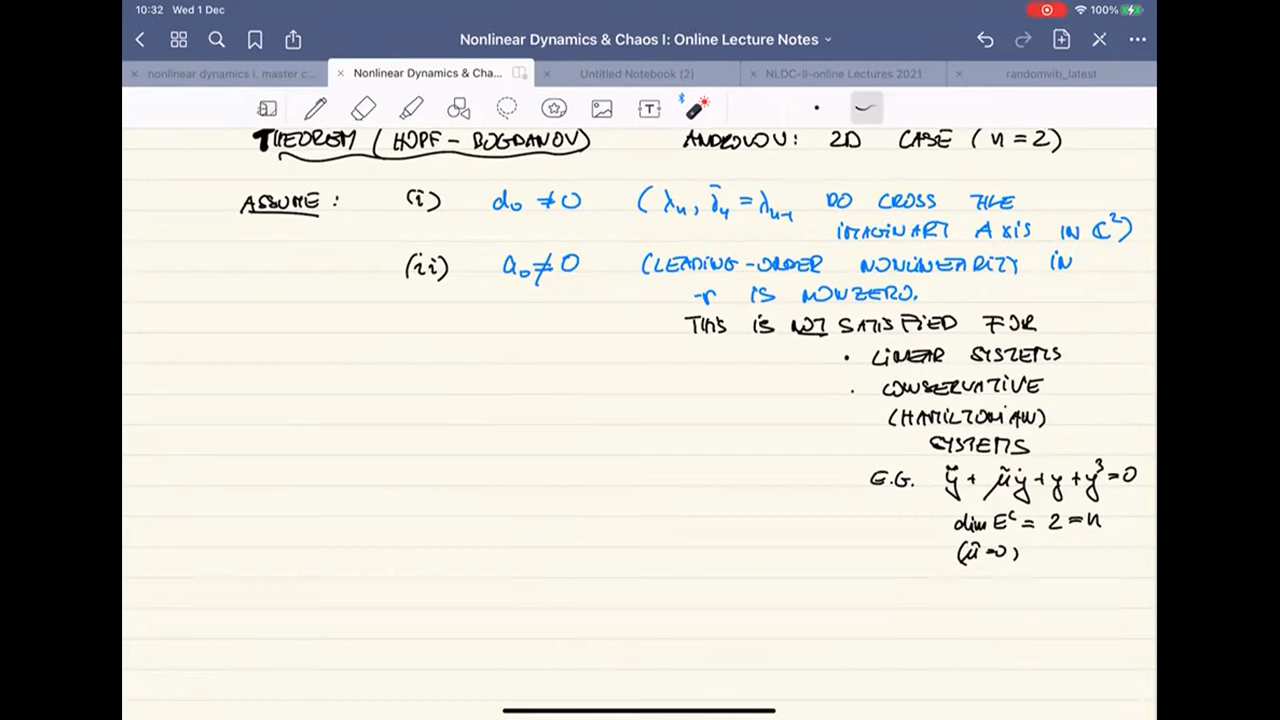 10:32 Wed 1 Dec
100%
Nonlinear Dynamics & Chaos I: Online Lecture Notes
nonlinear dynamics i. master c...
Nonlinear Dynamics & Cha...
Untitled Notebook (2)
NLDC-II-online Lectures 2021
randomvib_latest
THEOREM (HOPF - BOGDANOV) ANDRONOV: 2D CASE (n=2)
ASSUME: (i) d₀ ≠ 0 (λₙ, λ̄ₙ = λₙ₋₁ DO CROSS THE
IMAGINARY AXIS IN ℂ²)
(ii) a₀ ≠ 0 (LEADING-ORDER NONLINEARITY IN
-r IS NONZERO.
THIS IS NOT SATISFIED FOR
• LINEAR SYSTEMS
• CONSERVATIVE
(HAMILTONIAN)
SYSTEMS
E.G. ÿ + μ̃ẏ + y + y³ = 0
dim Eᶜ = 2 = n
(μ̃=0)